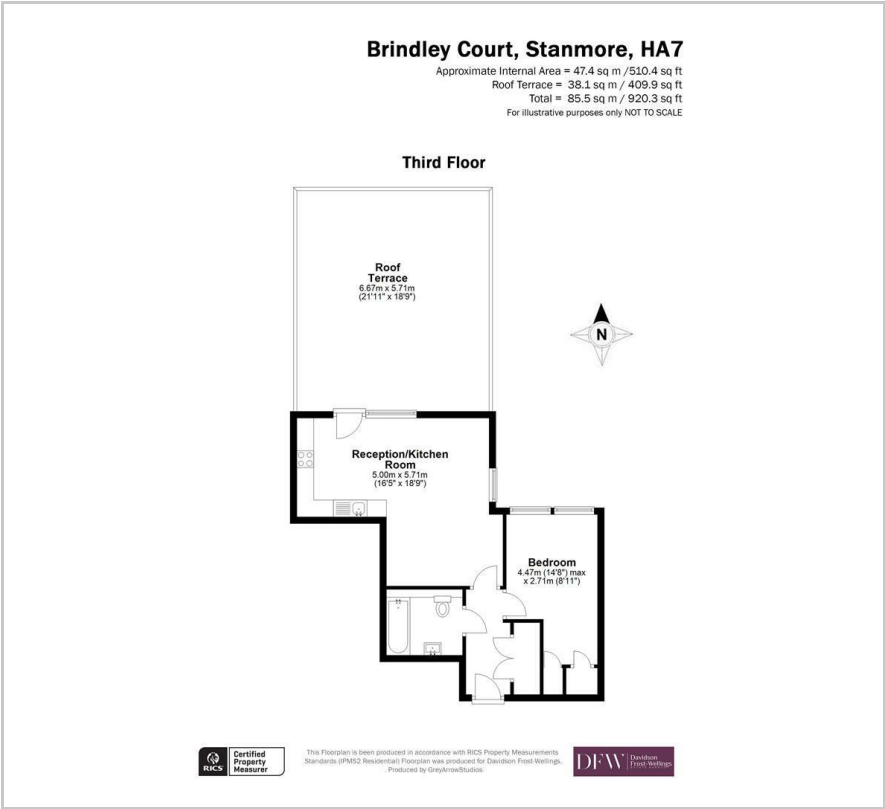 Brindley Court, Stanmore, HA7
Approximate Internal Area = 47.4 sq m /510.4 sq ft
Roof Terrace = 38.1 sq m / 409.9 sq ft
Total = 85.5 sq m / 920.3 sq ft
For illustrative purposes only NOT TO SCALE
Third Floor
Roof
Terrace
6.67m x 5.71m
(21'11" x 18'9")
N
Reception/Kitchen
Room
5.00m x 5.71m
(16'5" x 18'9")
Bedroom
4.47m (14'8") max
x 2.71m (8'11")
RICS
Certified
Property
Measurer
This Floorplan is been produced in accordance with RICS Property Measurements
Standards (IPMS2 Residential) Floorplan was produced for Davidson Frost-Wellings.
Produced by GreyArrowStudios.
DFW
Davidson
Frost-Wellings